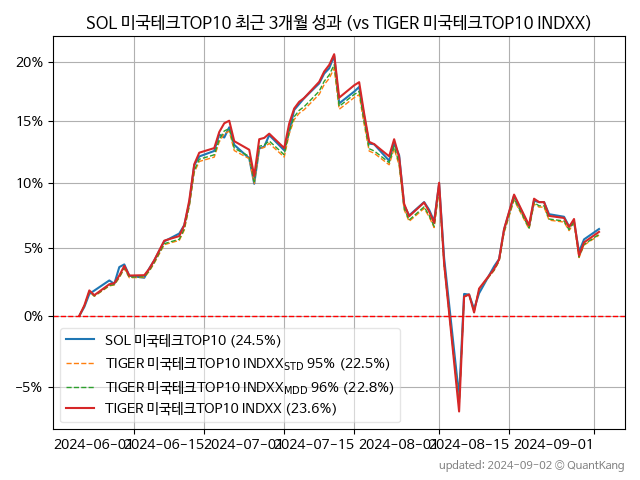 SOL 미국테크TOP10 최근 3개월 성과 (vs TIGER 미국테크TOP10 INDXX)
20%
15%
10%
5%
0%
−5%
SOL 미국테크TOP10 (24.5%)
TIGER 미국테크TOP10 INDXX_STD 95% (22.5%)
TIGER 미국테크TOP10 INDXX_MDD 96% (22.8%)
TIGER 미국테크TOP10 INDXX (23.6%)
2024-06-01 2024-06-15 2024-07-01 2024-07-15 2024-08-01 2024-08-15 2024-09-01
updated: 2024-09-02 © QuantKang